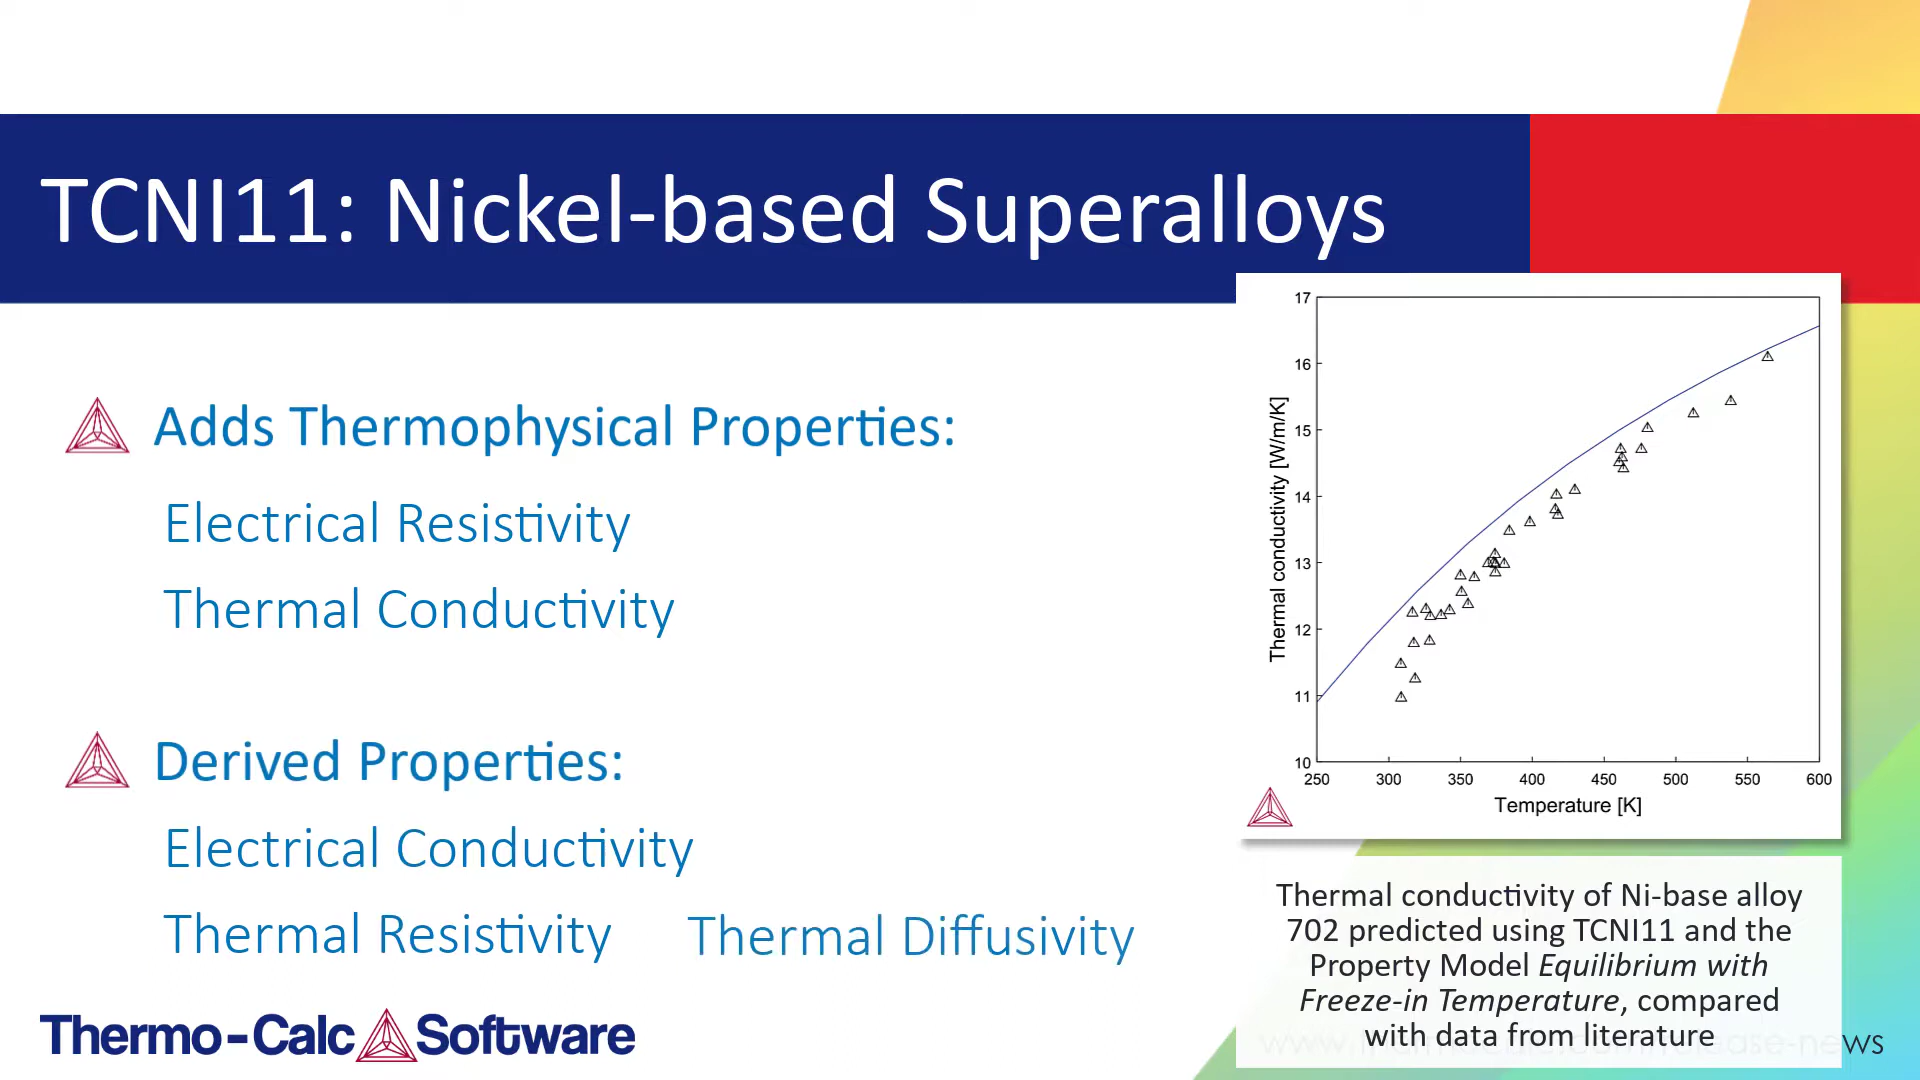 TCNI11: Nickel-based Superalloys
Adds Thermophysical Properties:
Electrical Resistivity
Thermal Conductivity
Derived Properties:
Electrical Conductivity
Thermal Resistivity
Thermal Diffusivity
Thermo-Calc Software
17
16
15
14
13
12
11
10
Thermal conductivity [W/m/K]
250 300 350 400 450 500 550 600
Temperature [K]
Thermal conductivity of Ni-base alloy
702 predicted using TCNI11 and the
Property Model Equilibrium with
Freeze-in Temperature, compared
with data from literature